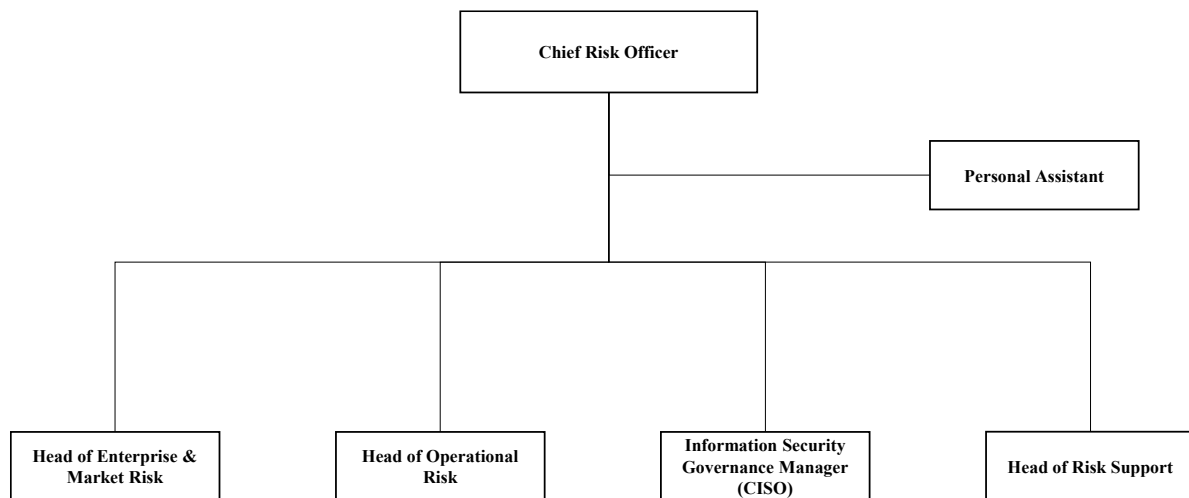 Chief Risk Officer
Personal Assistant
Head of Enterprise &
Market Risk
Head of Operational
Risk
Information Security
Governance Manager
(CISO)
Head of Risk Support